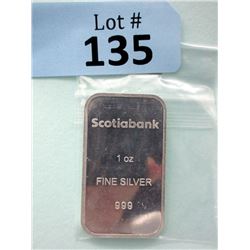 Lot #
135
Scotiabank
1 oz
FINE SILVER
999